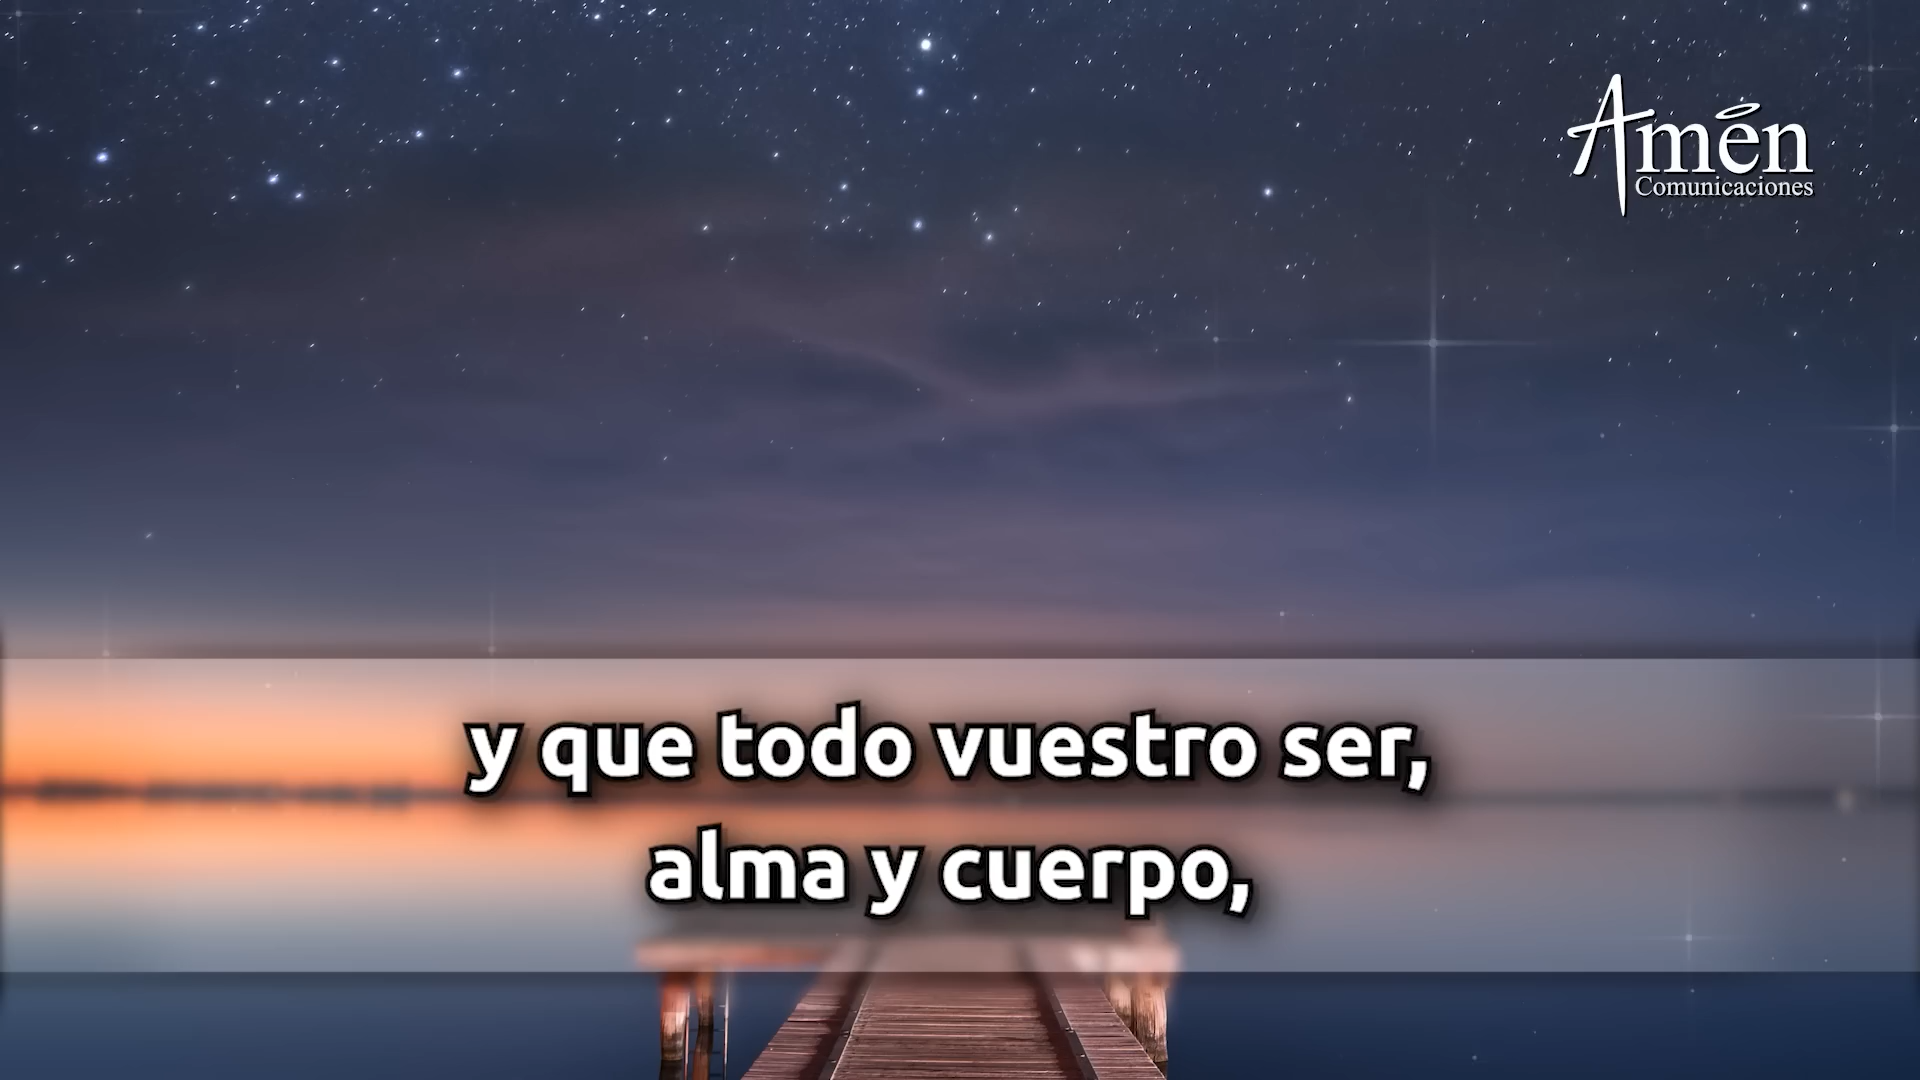 Amén
Comunicaciones
y que todo vuestro ser,
alma y cuerpo,